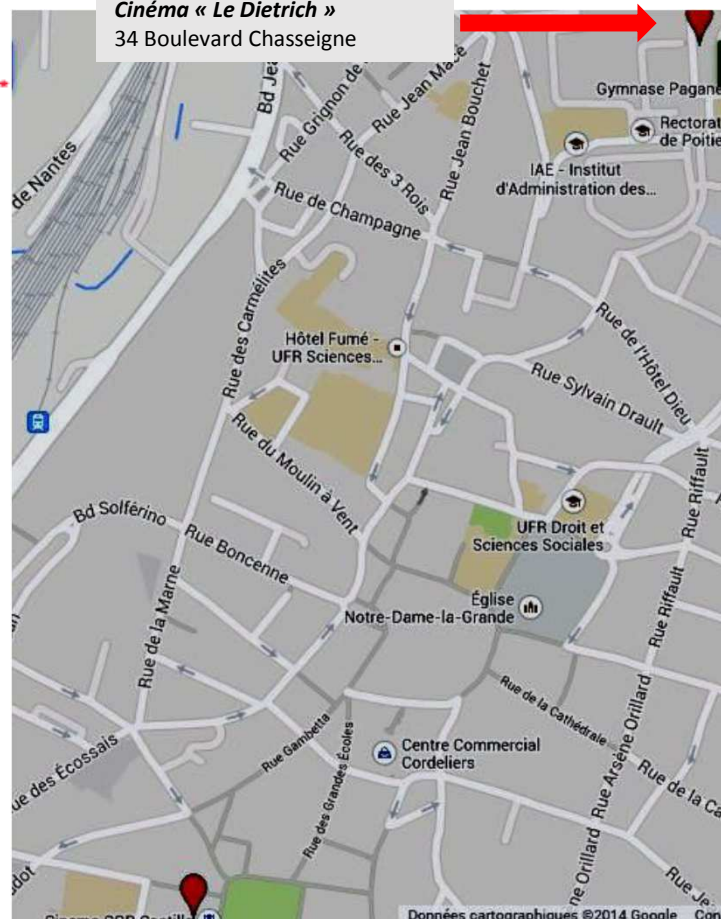 Cinéma « Le Dietrich »
34 Boulevard Chasseigne
Bd Jea
Rue Grignon de
Rue Jean Macé
Rue Jean Bouchet
Gymnase Pagane
Rectorat
de Poitie
IAE - Institut
d'Administration des...
de Nantes
Rue des 3 Rois
Rue de Champagne
Rue des Carmélites
Hôtel Fumé -
UFR Sciences...
Rue de l'Hôtel Dieu
Rue Sylvain Drault
Rue du Moulin à Vent
Rue Riffault
Bd Solférino
Rue Boncenne
UFR Droit et
Sciences Sociales
Église
Notre-Dame-la-Grande
Rue Riffault
Rue de la Marne
Rue de la Cathédrale
Rue Gambetta
Rue des Grandes Écoles
Centre Commercial
Cordeliers
Rue Arsène Orillard
Rue de la Ca
ue des Écossais
ne Orillard
Rue Je
udot
Données cartographiques ©2014 Google